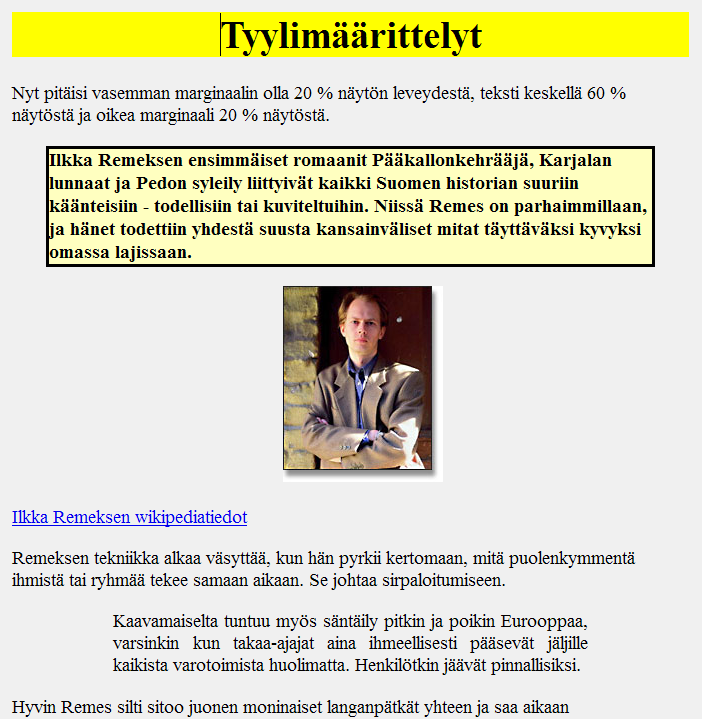 Tyylimäärittelyt
Nyt pitäisi vasemman marginaalin olla 20 % näytön leveydestä, teksti keskellä 60 %
näytöstä ja oikea marginaali 20 % näytöstä.
Ilkka Remeksen ensimmäiset romaanit Pääkallonkehrääjä, Karjalan
lunnaat ja Pedon syleily liittyivät kaikki Suomen historian suuriin
käänteisiin - todellisiin tai kuviteltuihin. Niissä Remes on parhaimmillaan,
ja hänet todettiin yhdestä suusta kansainväliset mitat täyttäväksi kyvyksi
omassa lajissaan.
Ilkka Remeksen wikipediatiedot
Remeksen tekniikka alkaa väsyttää, kun hän pyrkii kertomaan, mitä puolenkymmentä
ihmistä tai ryhmää tekee samaan aikaan. Se johtaa sirpaloitumiseen.
Kaavamaiselta tuntuu myös säntäily pitkin ja poikin Eurooppaa,
varsinkin kun takaa-ajajat aina ihmeellisesti pääsevät jäljille
kaikista varotoimista huolimatta. Henkilötkin jäävät pinnallisiksi.
Hyvin Remes silti sitoo juonen moninaiset langanpätkät yhteen ja saa aikaan